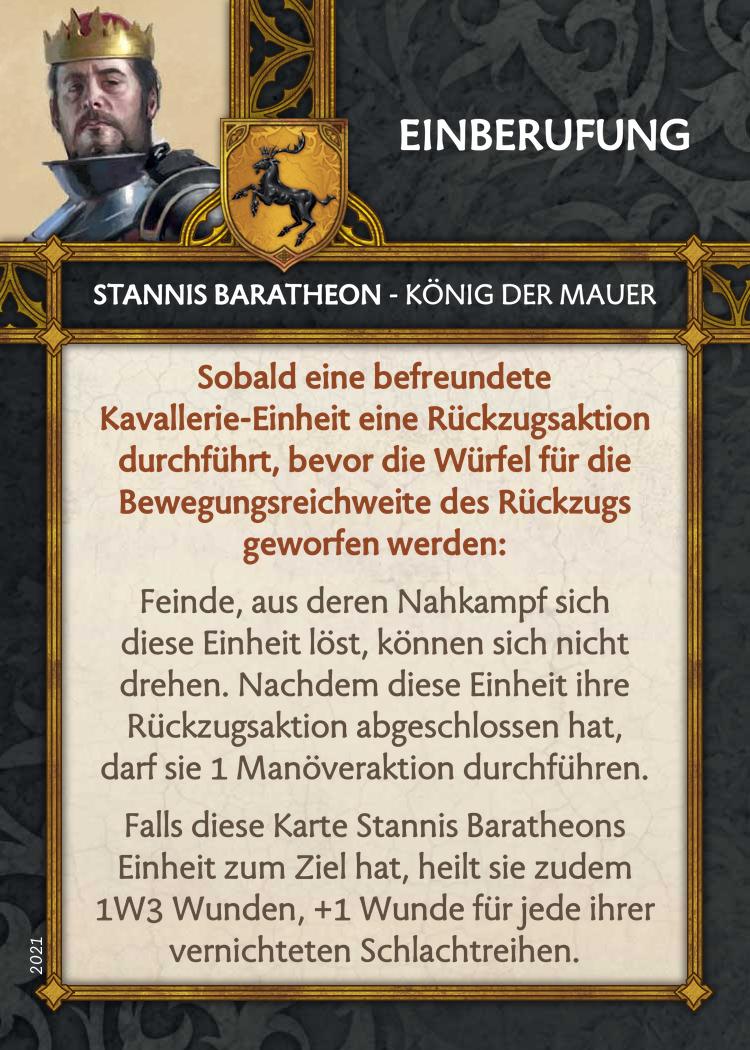 EINBERUFUNG
STANNIS BARATHEON - KÖNIG DER MAUER
Sobald eine befreundete
Kavallerie-Einheit eine Rückzugsaktion
durchführt, bevor die Würfel für die
Bewegungsreichweite des Rückzugs
geworfen werden:
Feinde, aus deren Nahkampf sich
diese Einheit löst, können sich nicht
drehen. Nachdem diese Einheit ihre
Rückzugsaktion abgeschlossen hat,
darf sie 1 Manöveraktion durchführen.
Falls diese Karte Stannis Baratheons
Einheit zum Ziel hat, heilt sie zudem
1W3 Wunden, +1 Wunde für jede ihrer
vernichteten Schlachtreihen.
2021